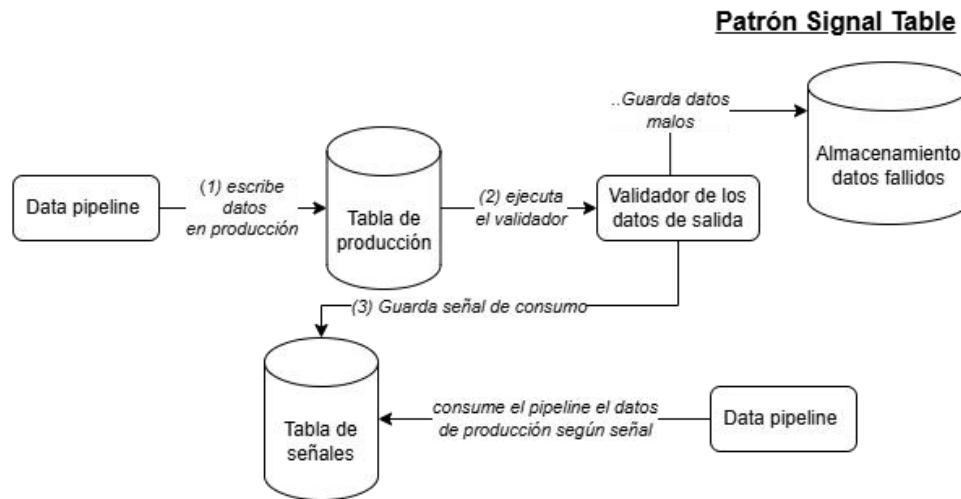 Patrón Signal Table
..Guarda datos
malos
Almacenamiento
datos fallidos
Data pipeline
(1) escribe
datos
en producción
Tabla de
producción
(2) ejecuta
el validador
Validador de los
datos de salida
(3) Guarda señal de consumo
Tabla de
señales
consume el pipeline el datos
de producción según señal
Data pipeline